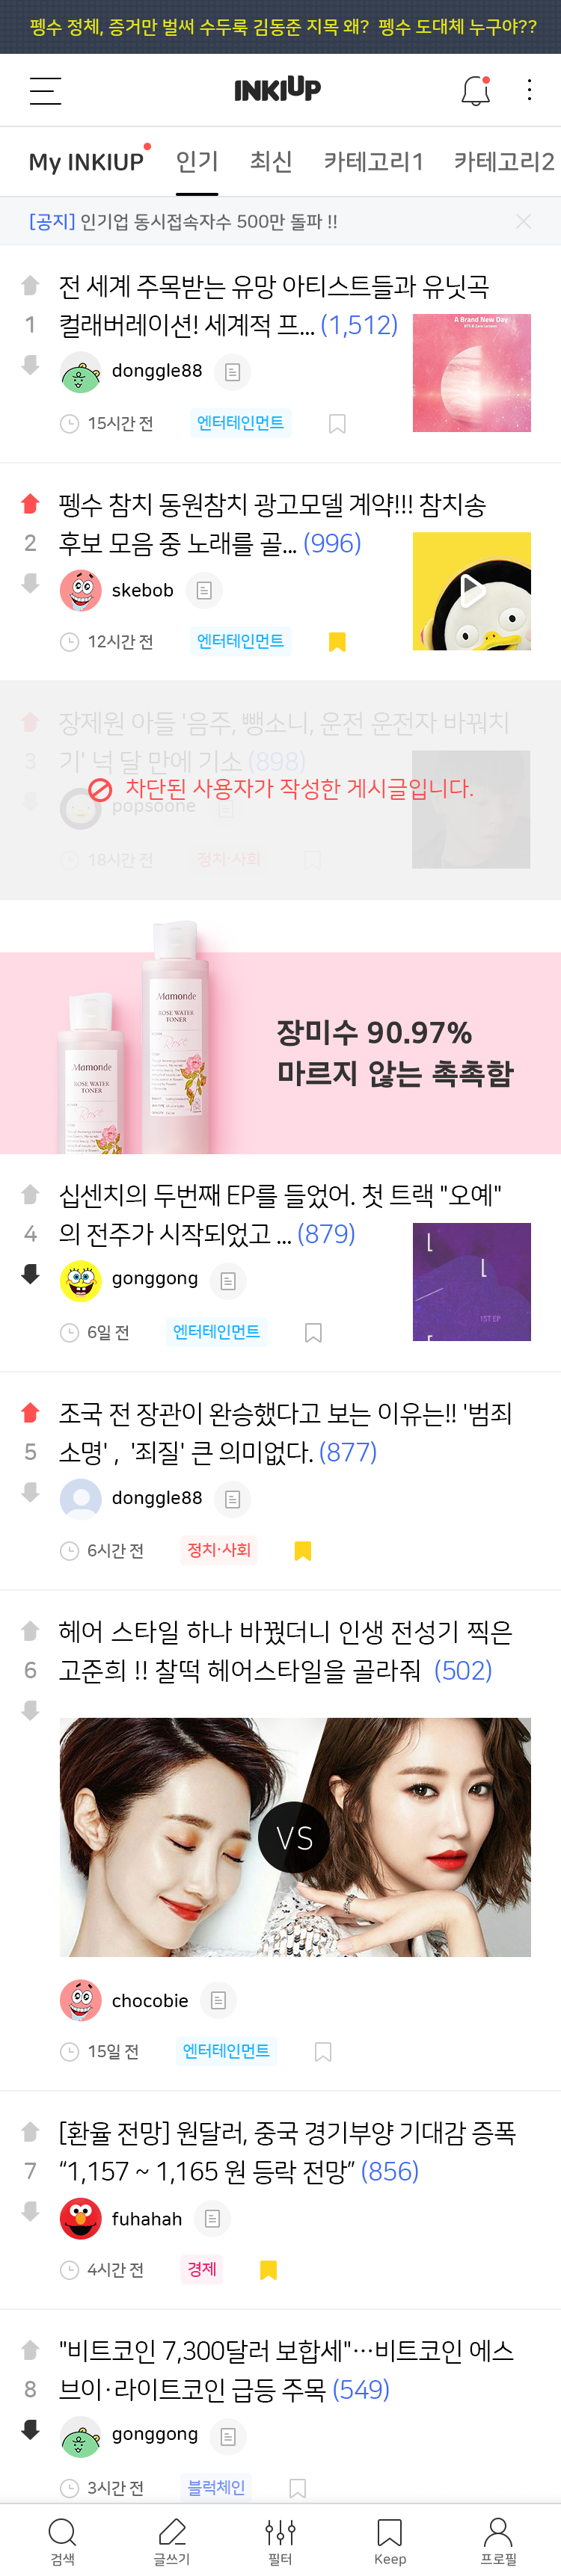 펭수 정체, 증거만 벌써 수두룩 김동준 지목 왜? 펭수 도대체 누구야??
INKIUP
My INKIUP 인기 최신 카테고리1 카테고리2
[공지] 인기업 동시접속자수 500만 돌파 !!
전 세계 주목받는 유망 아티스트들과 유닛곡
1 컬래버레이션! 세계적 프... (1,512)
A Brand New Day
donggle88
15시간 전 엔터테인먼트
펭수 참치 동원참치 광고모델 계약!!! 참치송
2 후보 모음 중 노래를 골... (996)
skebob
12시간 전 엔터테인먼트
장제원 아들 '음주, 뺑소니, 운전 운전자 바꿔치
3 기' 넉 달 만에 기소 (898)
차단된 사용자가 작성한 게시글입니다.
popsoone
18시간 전 정치·사회
Mamonde
ROSE WATER
TONER
Rose
Mamonde
ROSE WATER
TONER
Rose
장미수 90.97%
마르지 않는 촉촉함
십센치의 두번째 EP를 들었어. 첫 트랙 "오예"
4 의 전주가 시작되었고 ... (879)
1ST EP
gonggong
6일 전 엔터테인먼트
조국 전 장관이 완승했다고 보는 이유는!! '범죄
5 소명' , '죄질' 큰 의미없다. (877)
donggle88
6시간 전 정치·사회
헤어 스타일 하나 바꿨더니 인생 전성기 찍은
6 고준희 !! 찰떡 헤어스타일을 골라줘 (502)
VS
chocobie
15일 전 엔터테인먼트
[환율 전망] 원달러, 중국 경기부양 기대감 증폭
7 “1,157 ~ 1,165 원 등락 전망” (856)
fuhahah
4시간 전 경제
"비트코인 7,300달러 보합세"…비트코인 에스
8 브이·라이트코인 급등 주목 (549)
gonggong
3시간 전 블럭체인
검색 글쓰기 필터 Keep 프로필